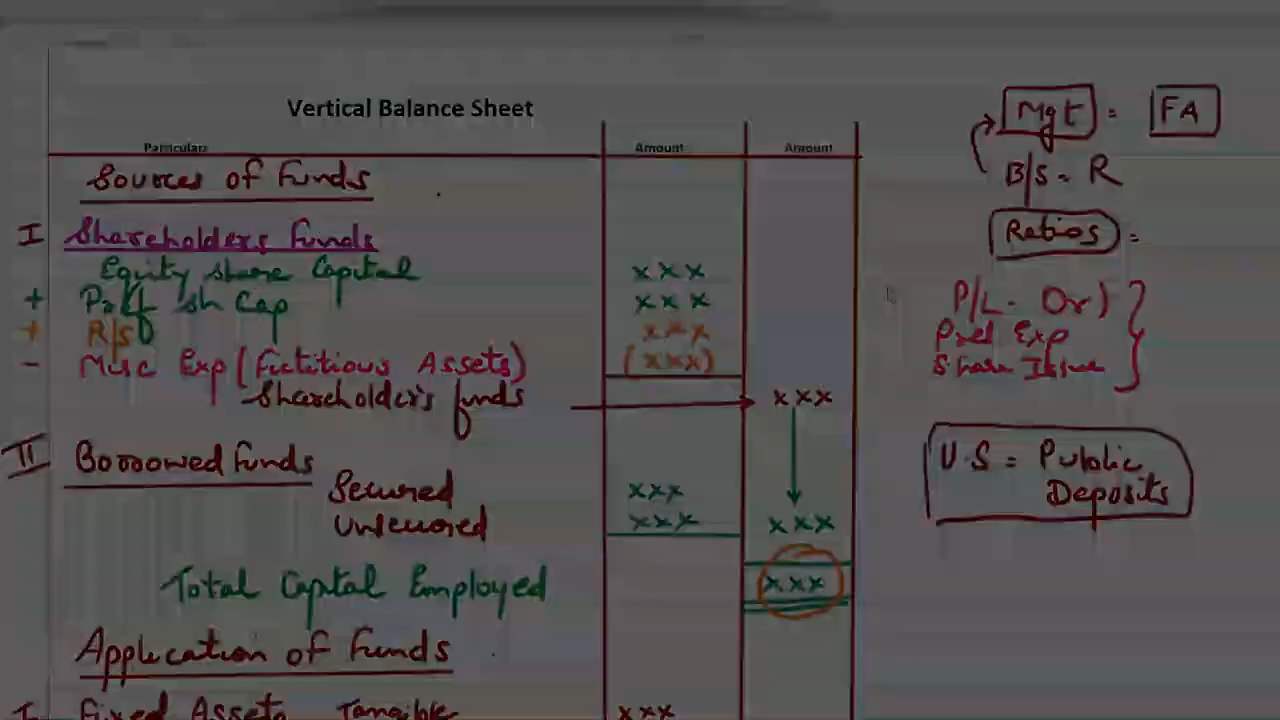 Vertical Balance Sheet
Particulars Amount Amount
Sources of Funds
I Shareholders Funds
Equity share Capital xxx
+ Preff sh Cap xxx
+ R/S xxx
- Misc Exp (Fictitious Assets) (xxx)
Shareholder's funds xxx
II Borrowed Funds
Secured xxx
Unsecured xxx xxx
Total Capital Employed xxx
Application of Funds
I Fixed Assets Tangible xxx
Mgt = FA
B/S - R
Ratios =
P/L - Dr)
Prel Exp
Share Issue
U.S = Public
Deposits